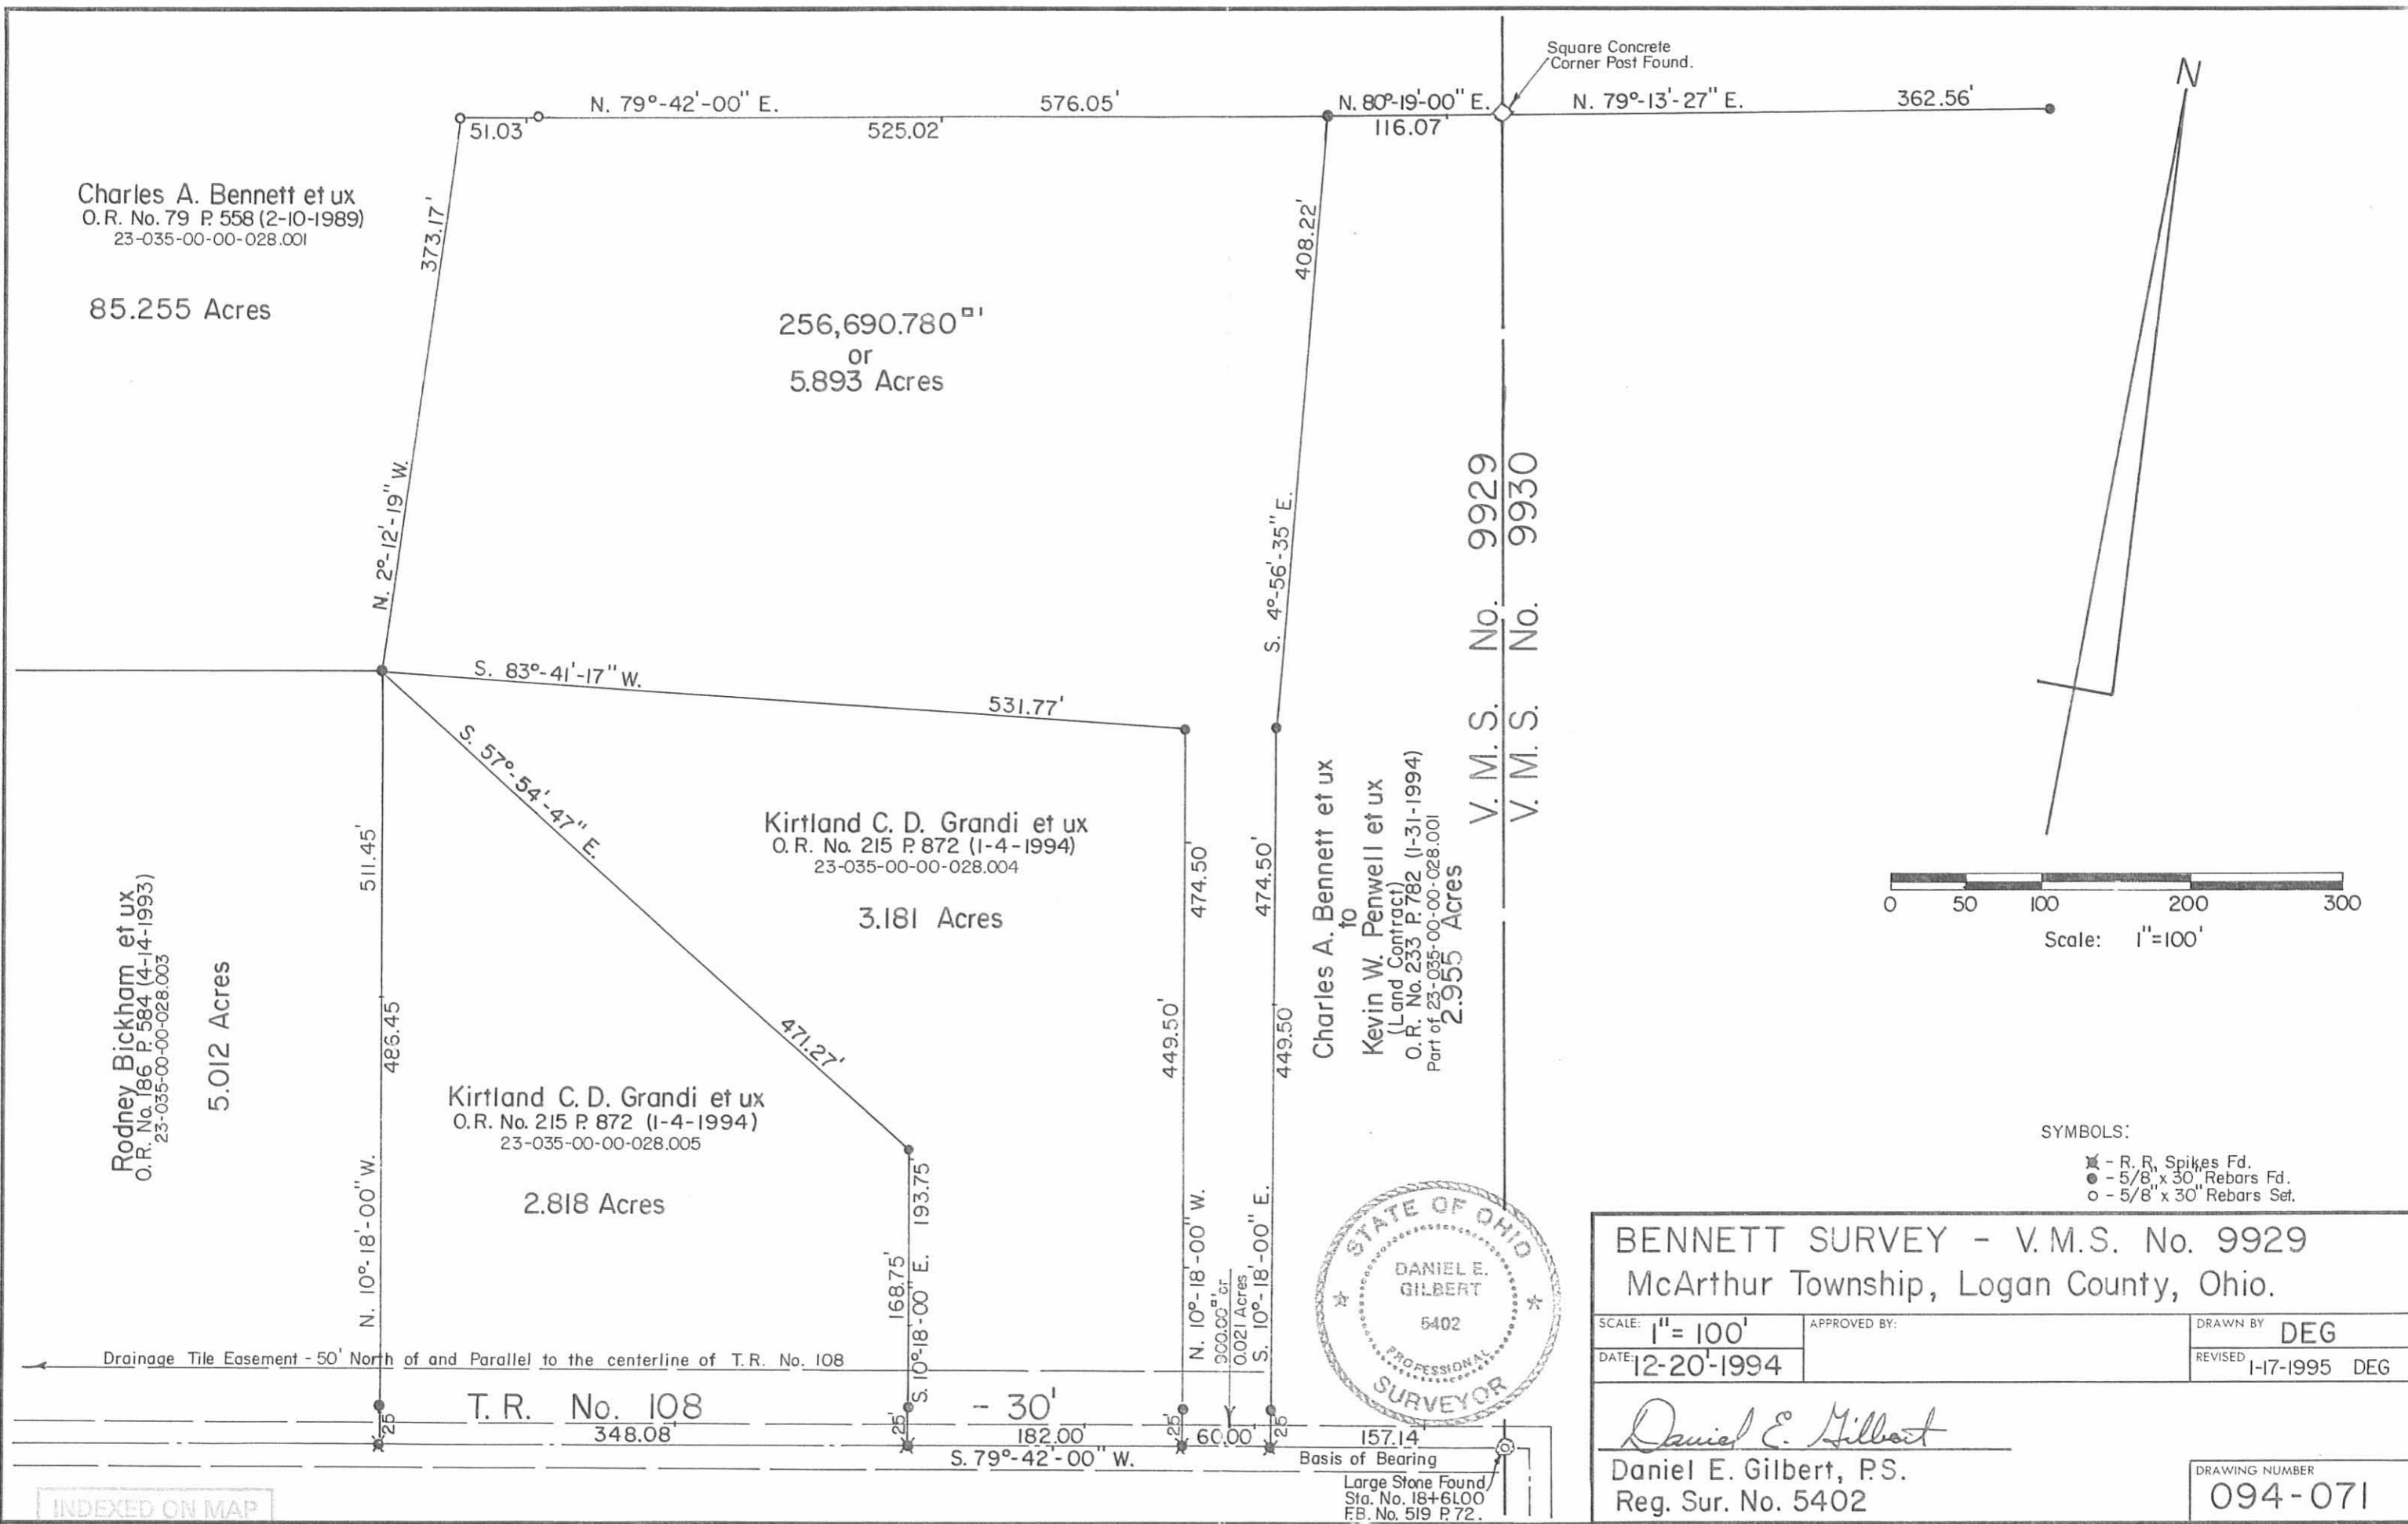 Square Concrete
Corner Post Found.
N
N. 79°-42'-00" E.
576.05'
N. 80°-19'-00" E.
N. 79°-13'-27" E.
362.56'
51.03'
525.02'
116.07'
Charles A. Bennett et ux
O. R. No. 79 P. 558 (2-10-1989)
23-035-00-00-028.001
85.255 Acres
373.17'
N. 2°-12'-19" W.
256,690.780□'
or
5.893 Acres
408.22'
S. 4°-56'-35" E.
V. M. S. No. 9929
V. M. S. No. 9930
S. 83°-41'-17" W.
531.77'
S. 57°-54'-47" E.
471.27'
Kirtland C. D. Grandi et ux
O. R. No. 215 P. 872 (1-4-1994)
23-035-00-00-028.004
3.181 Acres
511.45'
486.45'
N. 10°-18'-00" W.
Rodney Bickham et ux
O. R. No. 186 P. 584 (4-14-1993)
23-035-00-00-028.003
5.012 Acres
Kirtland C. D. Grandi et ux
O.R. No. 215 P. 872 (1-4-1994)
23-035-00-00-028.005
2.818 Acres
193.75'
168.75'
S. 10°-18'-00" E.
474.50'
449.50'
N. 10°-18'-00" W.
900.00□' or
0.021 Acres
474.50'
449.50'
S. 10°-18'-00" E.
Charles A. Bennett et ux
to
Kevin W. Penwell et ux
(Land Contract)
O. R. No. 233 P. 782 (1-31-1994)
Part of 23-035-00-00-028.001
2.955 Acres
0 50 100 200 300
Scale: 1"=100'
SYMBOLS:
- R. R. Spikes Fd.
- 5/8" x 30" Rebars Fd.
- 5/8" x 30" Rebars Set.
STATE OF OHIO
DANIEL E.
GILBERT
5402
PROFESSIONAL
SURVEYOR
Drainage Tile Easement - 50' North of and Parallel to the centerline of T. R. No. 108
T. R. No. 108 - 30'
25'
25'
25'
25'
348.08'
182.00'
60.00'
157.14'
S. 79°-42'-00" W.
Basis of Bearing
Large Stone Found
Sta. No. 18+61.00
F.B. No. 519 P. 72.
INDEXED ON MAP
BENNETT SURVEY - V. M.S. No. 9929
McArthur Township, Logan County, Ohio.
SCALE: 1"= 100'
APPROVED BY:
DRAWN BY DEG
DATE: 12-20-1994
REVISED 1-17-1995 DEG
Daniel E. Gilbert
Daniel E. Gilbert, P.S.
Reg. Sur. No. 5402
DRAWING NUMBER
094-071